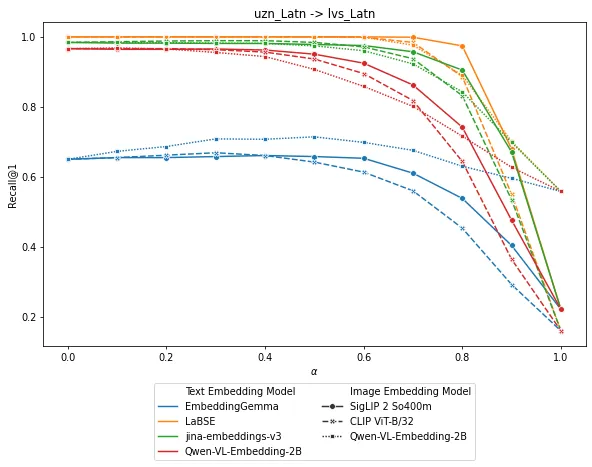 uzn_Latn -> lvs_Latn
1.0
0.8
0.6
0.4
0.2
Recall@1
0.0 0.2 0.4 0.6 0.8 1.0
α
Text Embedding Model Image Embedding Model
EmbeddingGemma SigLIP 2 So400m
LaBSE CLIP ViT-B/32
jina-embeddings-v3 Qwen-VL-Embedding-2B
Qwen-VL-Embedding-2B